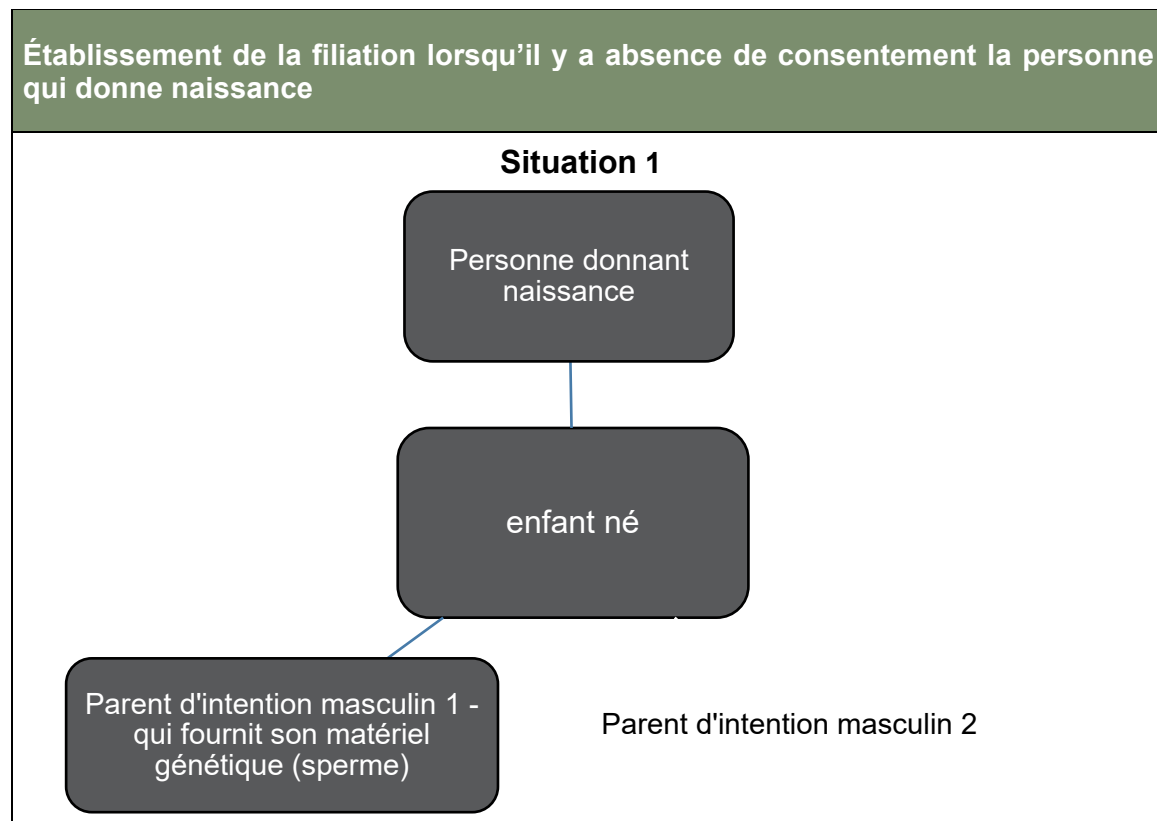 Établissement de la filiation lorsqu’il y a absence de consentement la personne
qui donne naissance
Situation 1
Personne donnant
naissance
enfant né
Parent d'intention masculin 1 -
qui fournit son matériel
génétique (sperme)
Parent d'intention masculin 2